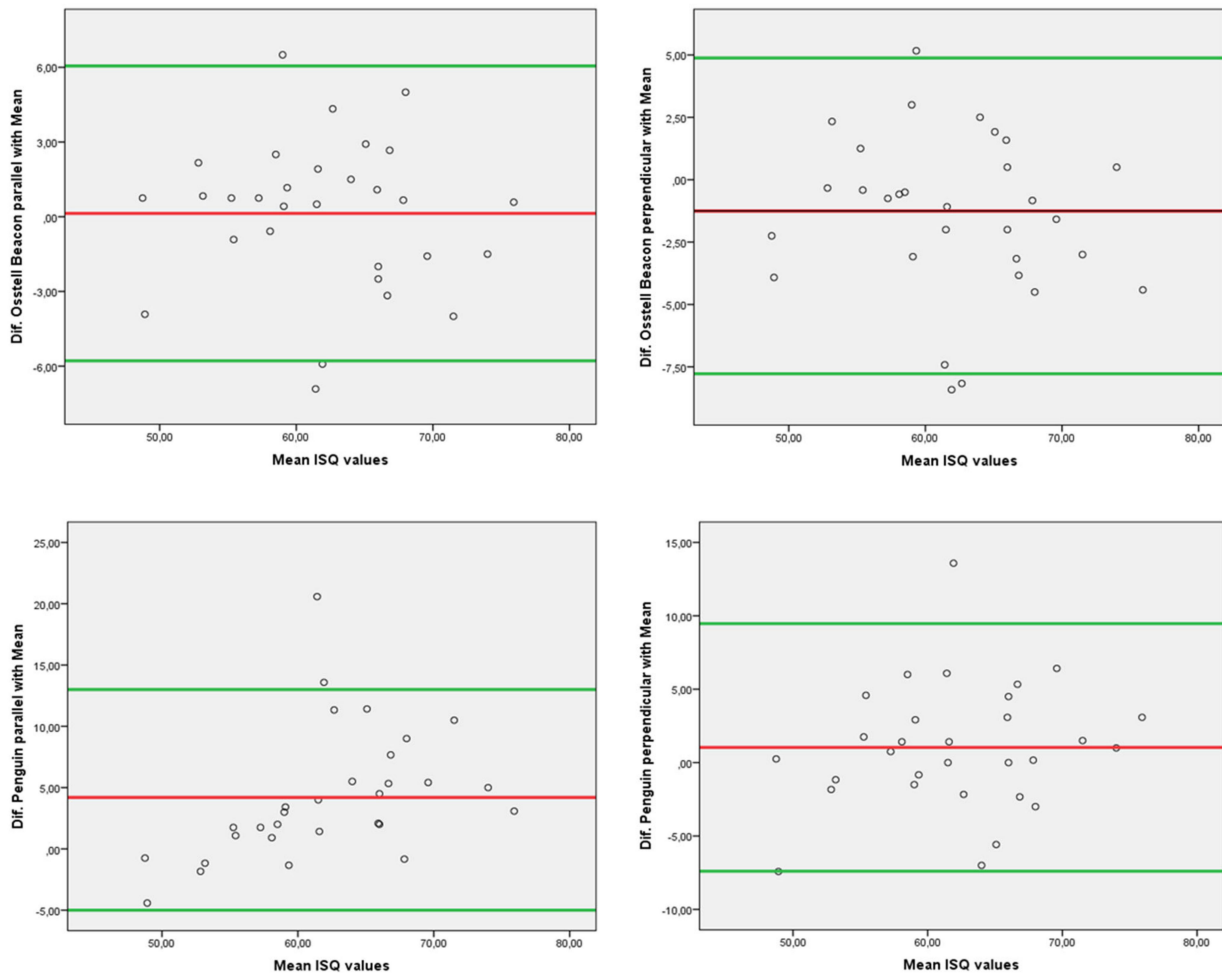 Dif. Osstell Beacon parallel with Mean
6,00
3,00
,00
-3,00
-6,00
50,00 60,00 70,00 80,00
Mean ISQ values
Dif. Osstell Beacon perpendicular with Mean
5,00
2,50
,00
-2,50
-5,00
-7,50
50,00 60,00 70,00 80,00
Mean ISQ values
Dif. Penguin parallel with Mean
25,00
20,00
15,00
10,00
5,00
,00
-5,00
50,00 60,00 70,00 80,00
Mean ISQ values
Dif. Penguin perpendicular with Mean
15,00
10,00
5,00
,00
-5,00
-10,00
50,00 60,00 70,00 80,00
Mean ISQ values